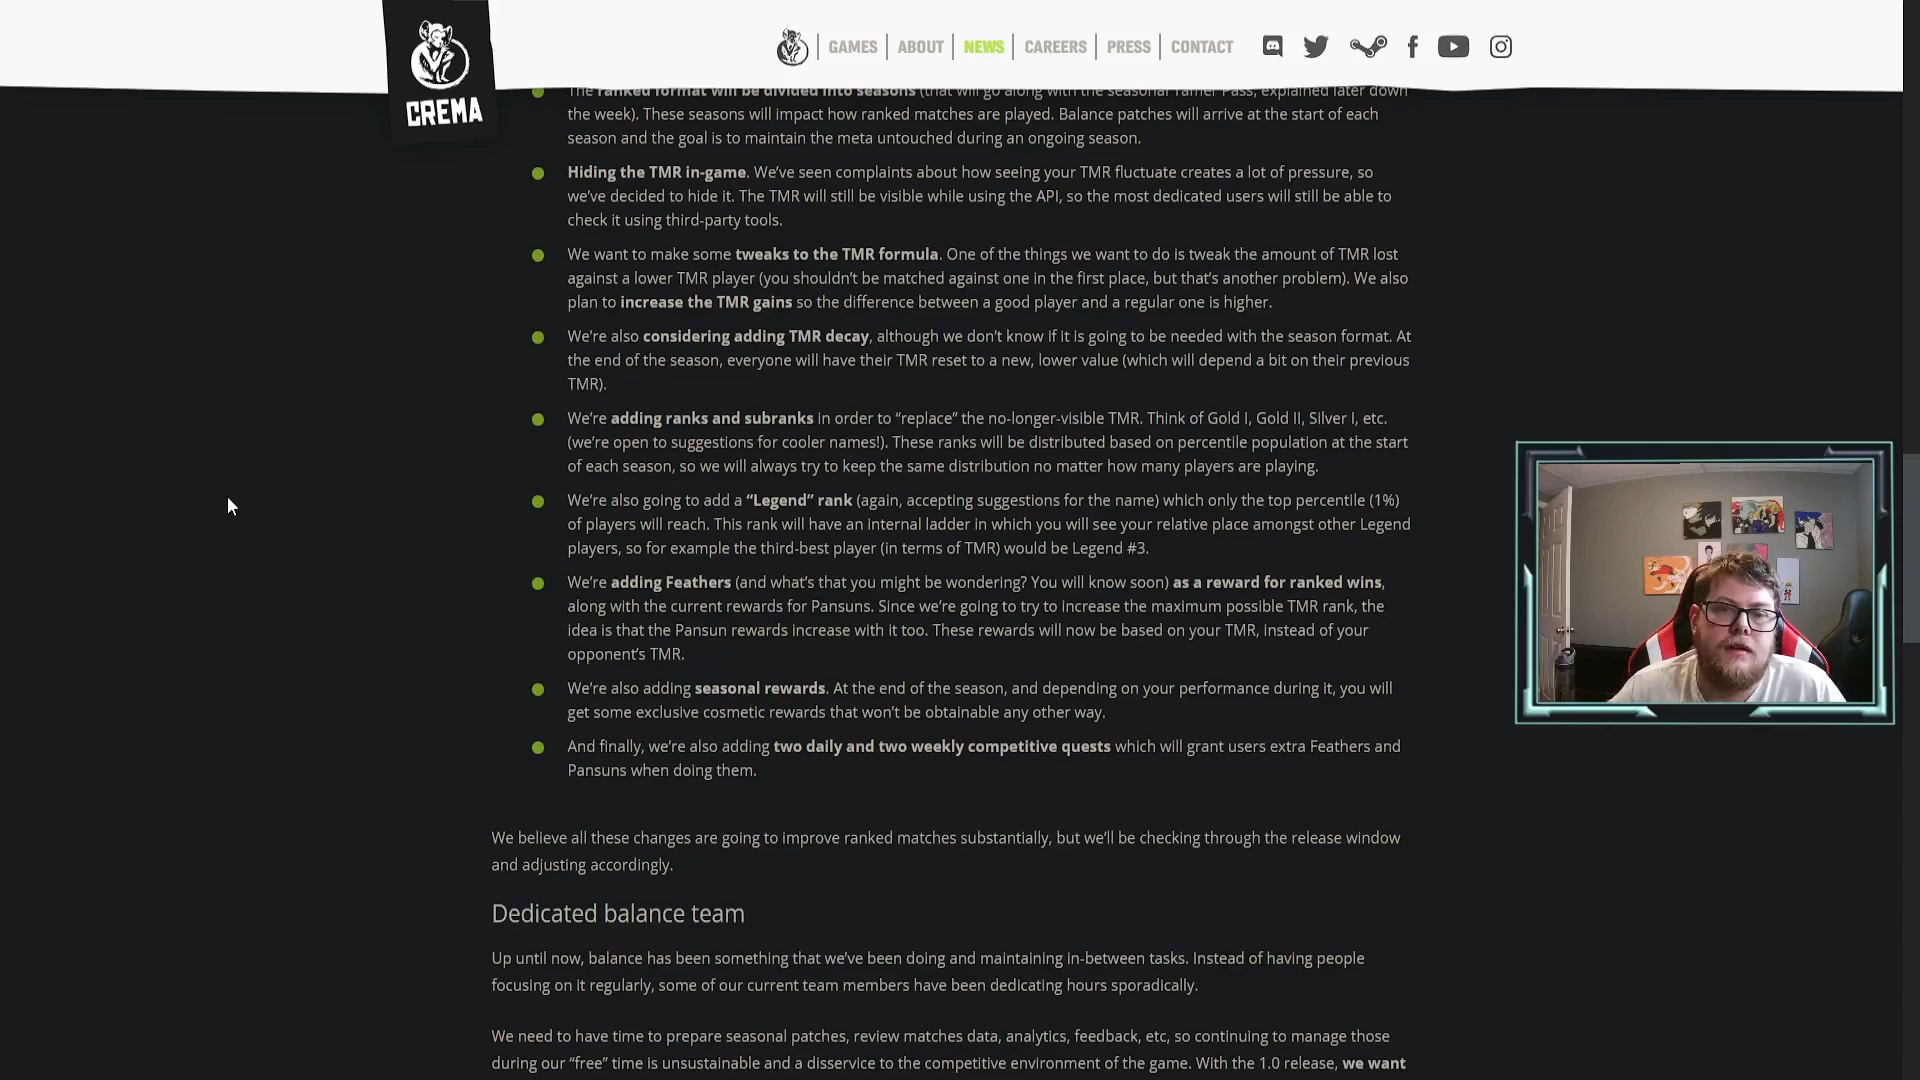 CREMA
GAMES
ABOUT
NEWS
CAREERS
PRESS
CONTACT
The ranked format will be divided into seasons (that will go along with the seasonal Tamer Pass, explained later down
the week). These seasons will impact how ranked matches are played. Balance patches will arrive at the start of each
season and the goal is to maintain the meta untouched during an ongoing season.
Hiding the TMR in-game. We've seen complaints about how seeing your TMR fluctuate creates a lot of pressure, so
we've decided to hide it. The TMR will still be visible while using the API, so the most dedicated users will still be able to
check it using third-party tools.
We want to make some tweaks to the TMR formula. One of the things we want to do is tweak the amount of TMR lost
against a lower TMR player (you shouldn't be matched against one in the first place, but that's another problem). We also
plan to increase the TMR gains so the difference between a good player and a regular one is higher.
We're also considering adding TMR decay, although we don't know if it is going to be needed with the season format. At
the end of the season, everyone will have their TMR reset to a new, lower value (which will depend a bit on their previous
TMR).
We're adding ranks and subranks in order to “replace” the no-longer-visible TMR. Think of Gold I, Gold II, Silver I, etc.
(we're open to suggestions for cooler names!). These ranks will be distributed based on percentile population at the start
of each season, so we will always try to keep the same distribution no matter how many players are playing.
We're also going to add a “Legend” rank (again, accepting suggestions for the name) which only the top percentile (1%)
of players will reach. This rank will have an internal ladder in which you will see your relative place amongst other Legend
players, so for example the third-best player (in terms of TMR) would be Legend #3.
We're adding Feathers (and what's that you might be wondering? You will know soon) as a reward for ranked wins,
along with the current rewards for Pansuns. Since we're going to try to increase the maximum possible TMR rank, the
idea is that the Pansun rewards increase with it too. These rewards will now be based on your TMR, instead of your
opponent's TMR.
We're also adding seasonal rewards. At the end of the season, and depending on your performance during it, you will
get some exclusive cosmetic rewards that won't be obtainable any other way.
And finally, we're also adding two daily and two weekly competitive quests which will grant users extra Feathers and
Pansuns when doing them.
We believe all these changes are going to improve ranked matches substantially, but we'll be checking through the release window
and adjusting accordingly.
Dedicated balance team
Up until now, balance has been something that we've been doing and maintaining in-between tasks. Instead of having people
focusing on it regularly, some of our current team members have been dedicating hours sporadically.
We need to have time to prepare seasonal patches, review matches data, analytics, feedback, etc, so continuing to manage those
during our “free” time is unsustainable and a disservice to the competitive environment of the game. With the 1.0 release, we want